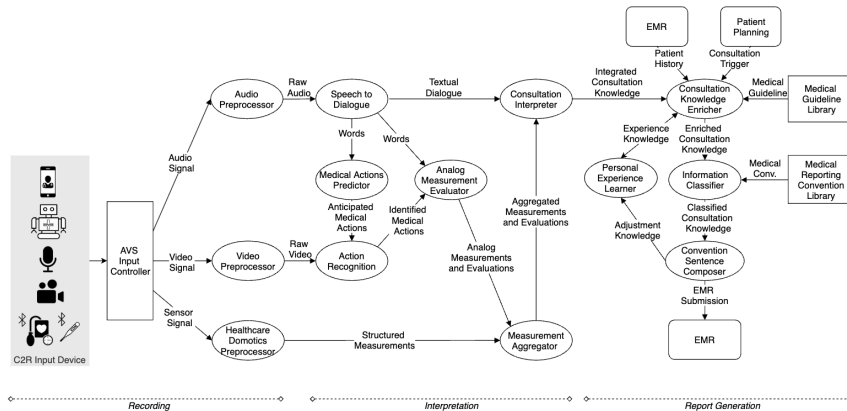 EMR
Patient
Planning
Patient
History
Consultation
Trigger
Audio
Preprocessor
Raw
Audio
Speech to
Dialogue
Textual
Dialogue
Consultation
Interpreter
Integrated
Consultation
Knowledge
Consultation
Knowledge
Enricher
Medical
Guideline
Medical
Guideline
Library
Audio
Signal
Words
Words
Experience
Knowledge
Enriched
Consultation
Knowledge
Medical Actions
Predictor
Analog
Measurement
Evaluator
Personal
Experience
Learner
Information
Classifier
Medical
Conv.
Medical
Reporting
Convention
Library
Anticipated
Medical
Actions
Identified
Medical
Actions
Aggregated
Measurements
and Evaluations
Adjustment
Knowledge
Classified
Consultation
Knowledge
AVS
Input
Controller
Video
Signal
Video
Preprocessor
Raw
Video
Action
Recognition
Analog
Measurements
and Evaluations
Convention
Sentence
Composer
Sensor
Signal
EMR
Submission
Healthcare
Domotics
Preprocessor
Structured
Measurements
Measurement
Aggregator
EMR
C2R Input Device
Recording
Interpretation
Report Generation